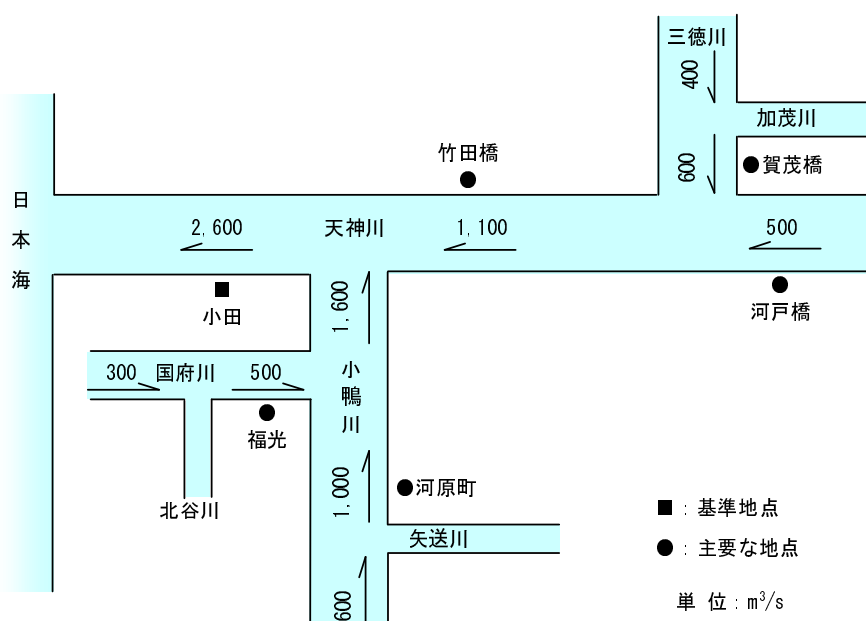 三徳川
400
加茂川
竹田橋
600
賀茂橋
日本海
2,600
天神川
1,100
500
小田
1,600
河戸橋
300
国府川
500
小鴨川
福光
1,000
河原町
北谷川
矢送川
600
■：基準地点
●：主要な地点
単位：m³/s